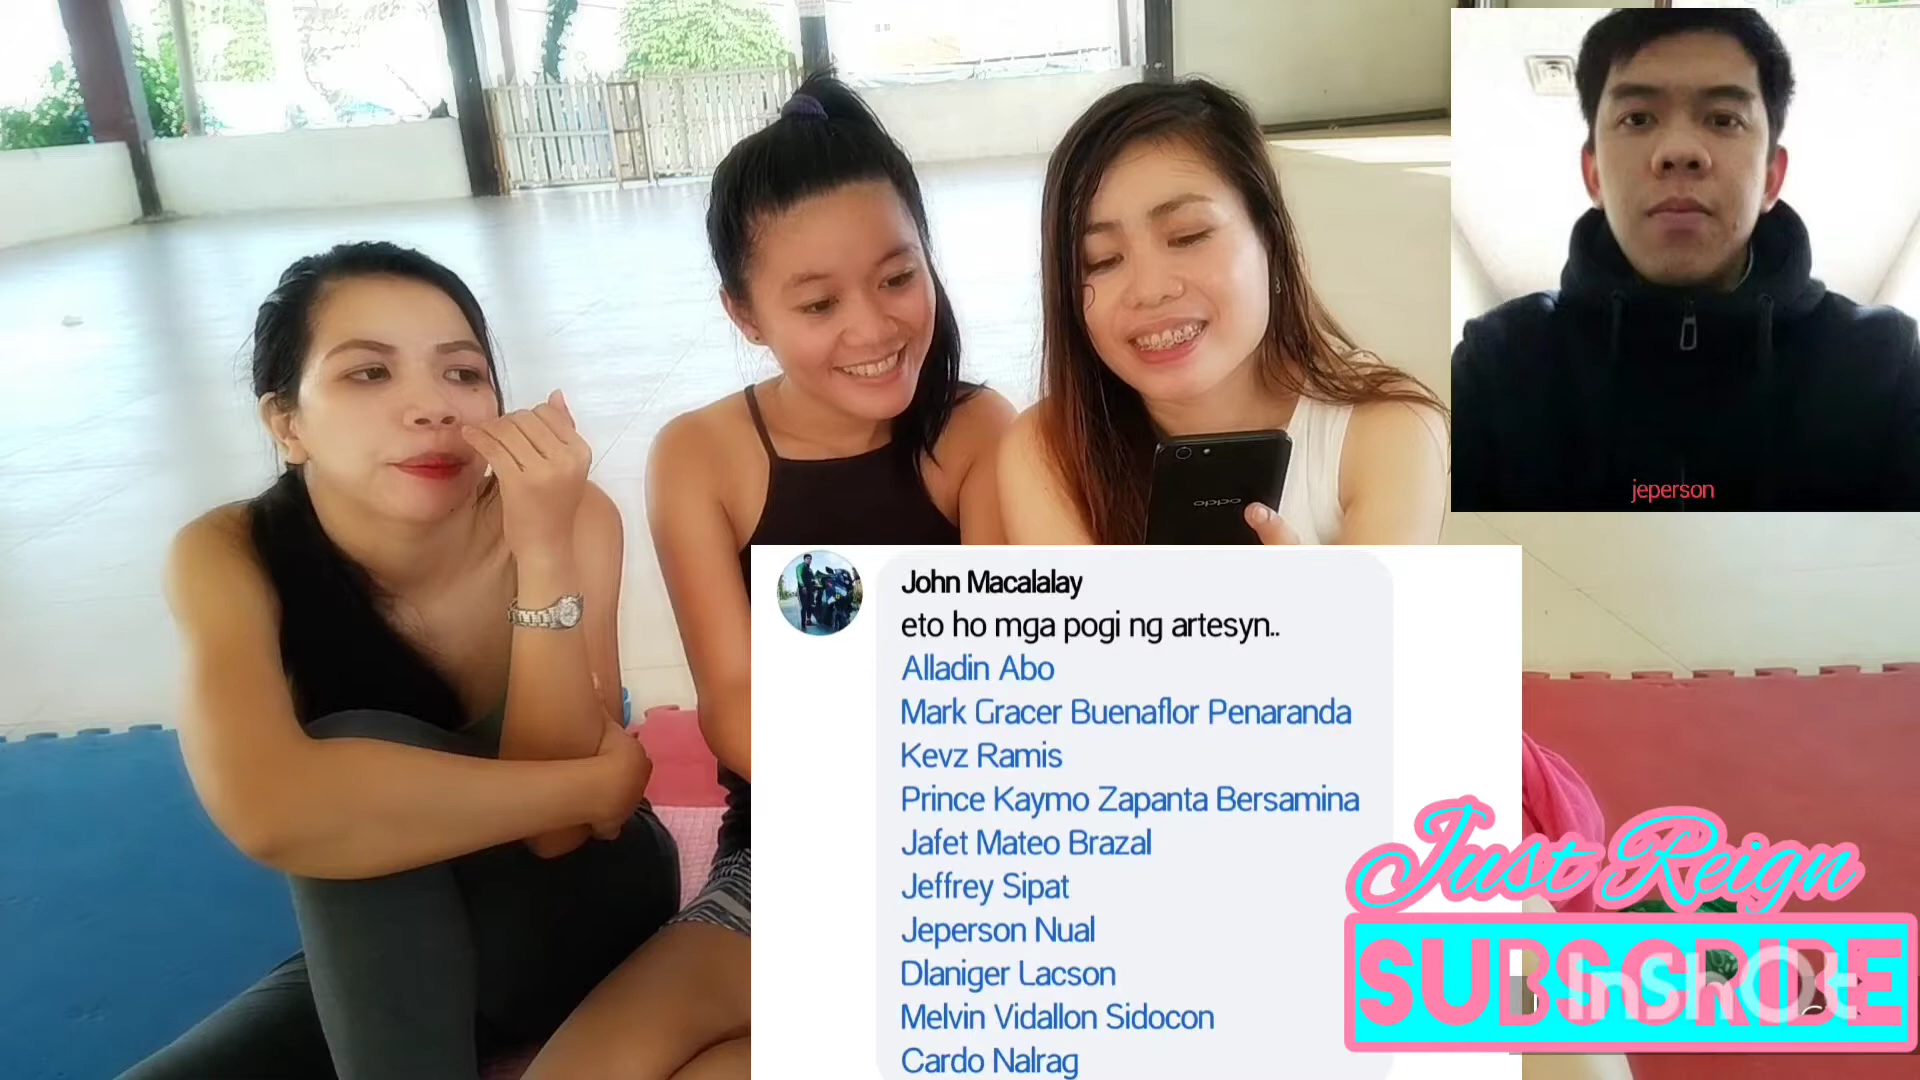 jeperson
oppo
John Macalalay
eto ho mga pogi ng artesyn..
Alladin Abo
Mark Gracer Buenaflor Penaranda
Kevz Ramis
Prince Kaymo Zapanta Bersamina
Jafet Mateo Brazal
Jeffrey Sipat
Jeperson Nual
Dlaniger Lacson
Melvin Vidallon Sidocon
Cardo Nalrag
Just Reign
SUBSCRIBE
InShOt